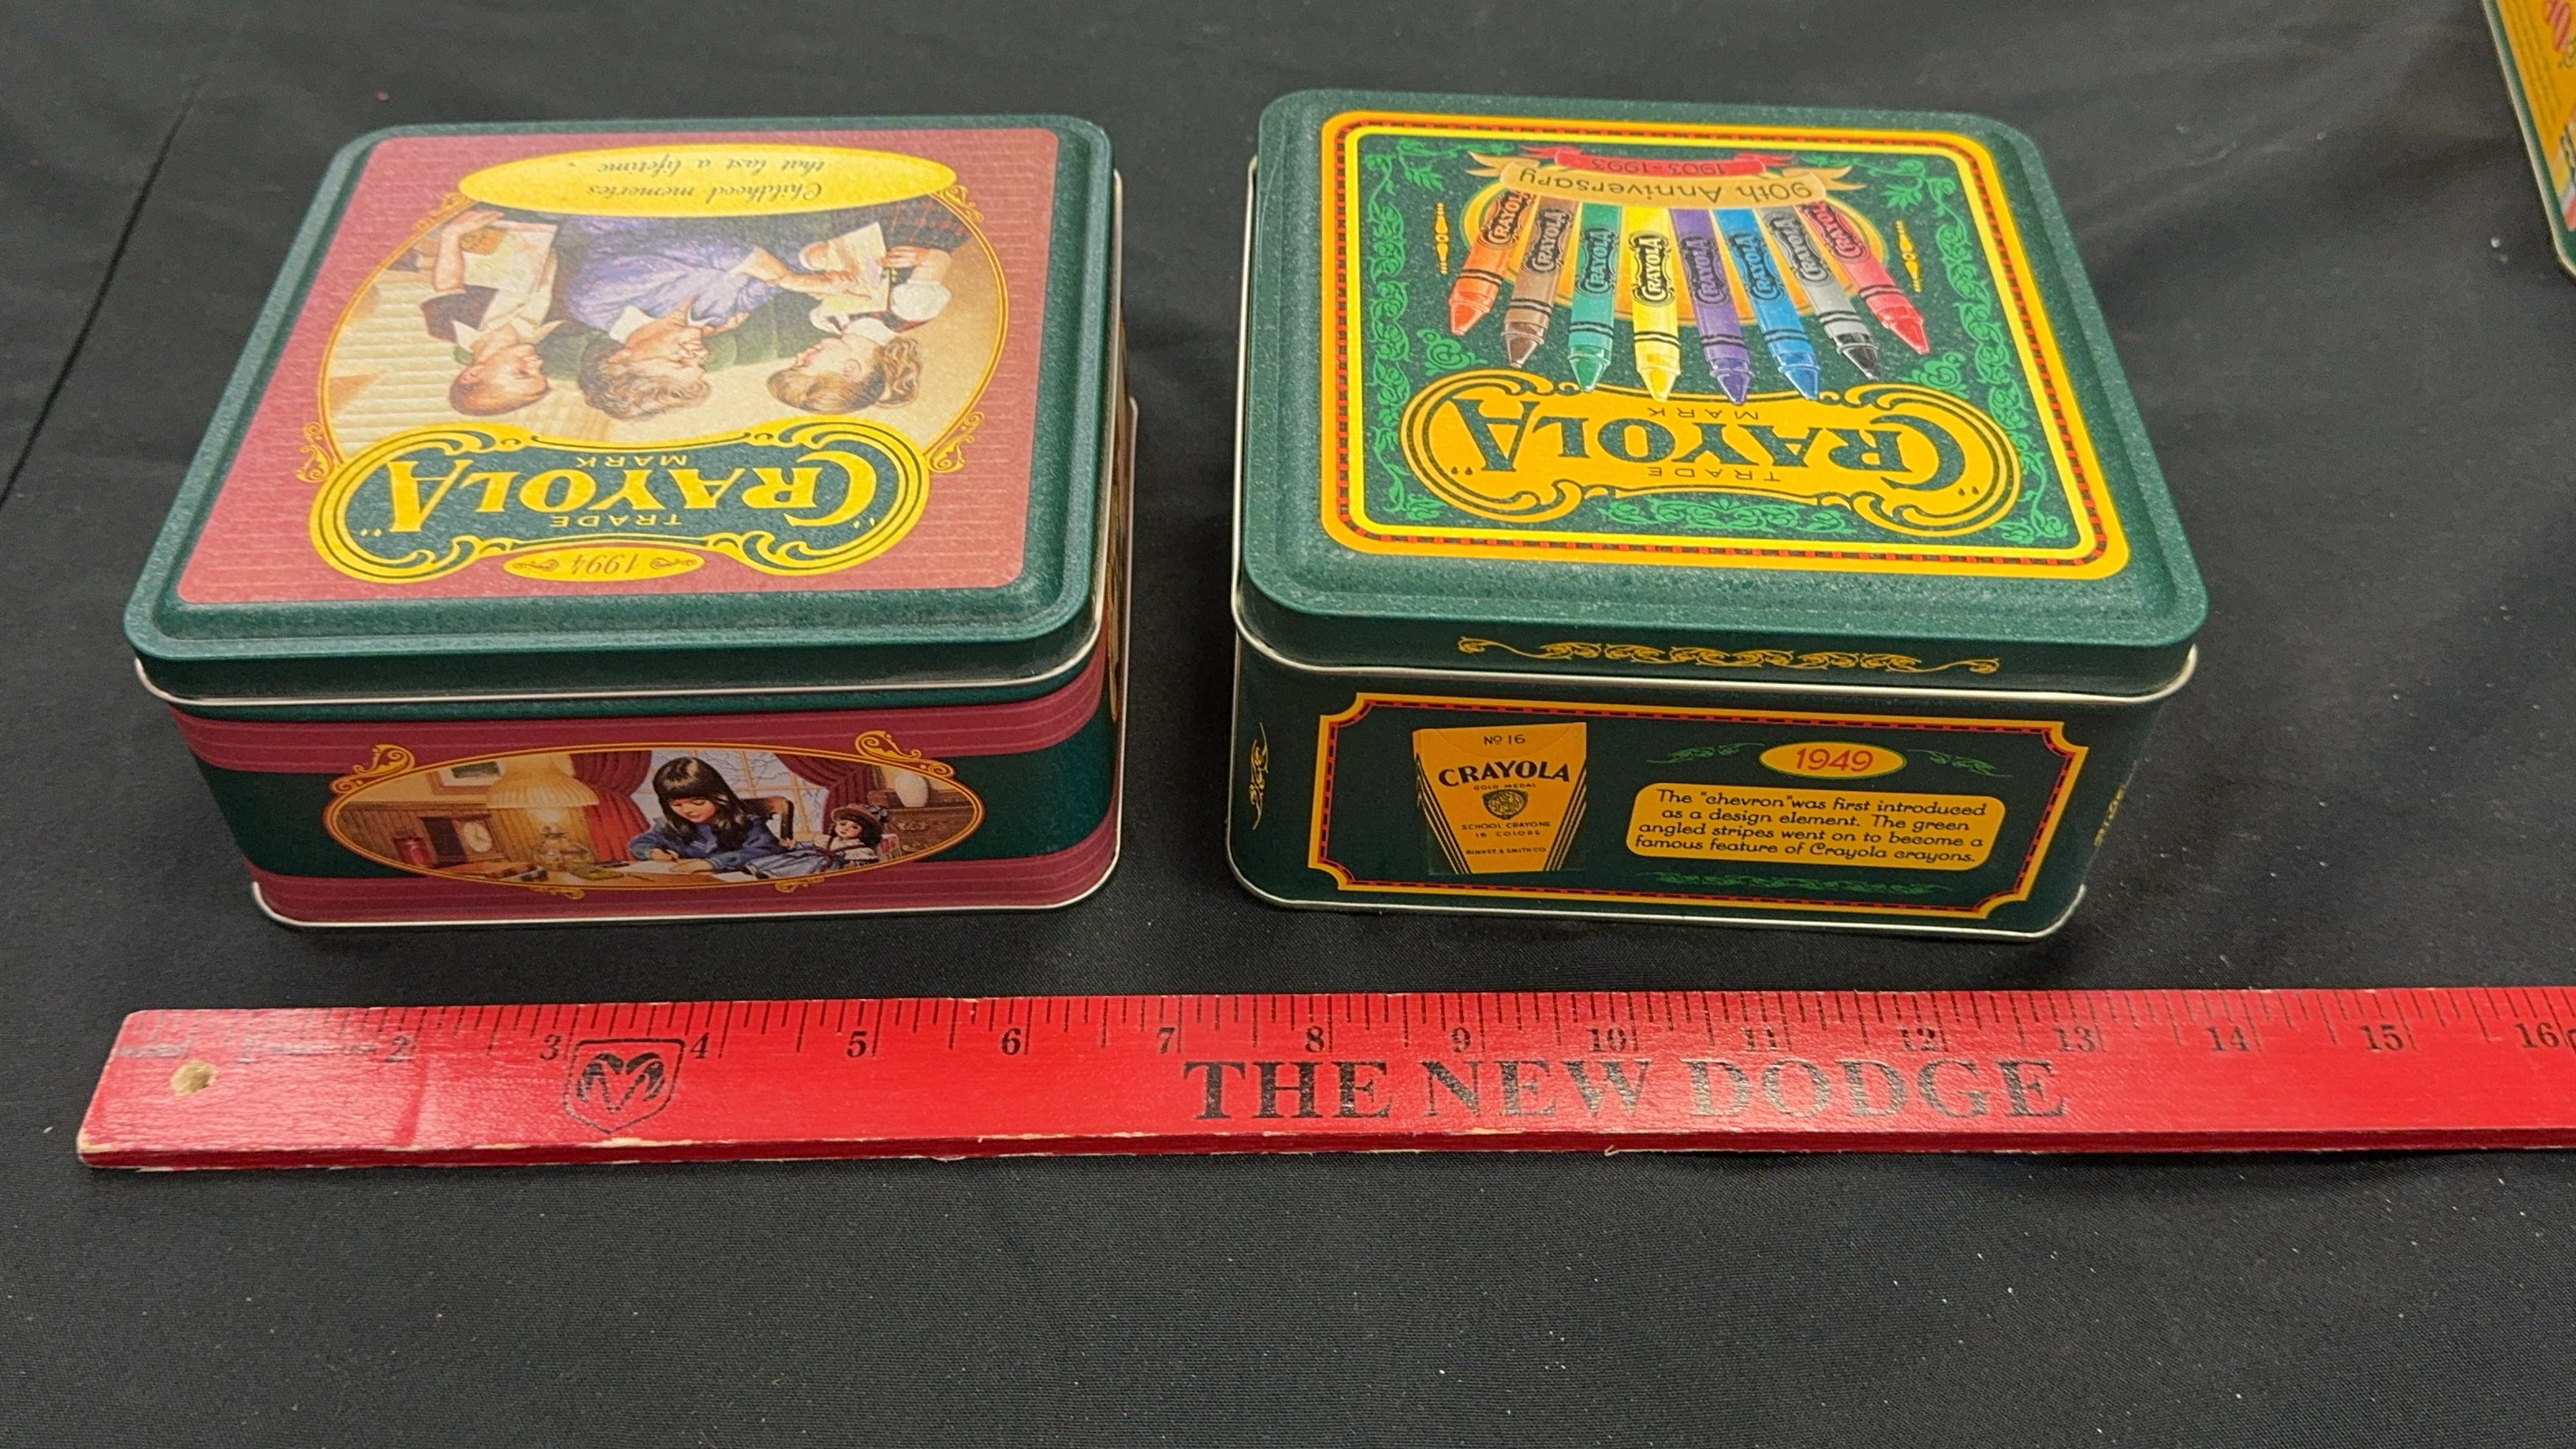 1994
TRADE
"CRAYOLA"
MARK
Childhood memories
that last a lifetime
TRADE
"CRAYOLA"
MARK
CRAYOLA
CRAYOLA
CRAYOLA
CRAYOLA
CRAYOLA
CRAYOLA
CRAYOLA
CRAYOLA
90th Anniversary
1903-1993
No 16
CRAYOLA
GOLD MEDAL
SCHOOL CRAYONS
16 COLORS
BINNEY & SMITH CO
1949
The "chevron" was first introduced
as a design element. The green
angled stripes went on to become a
famous feature of Crayola crayons.
1 2 3 4 5 6 7 8 9 10 11 12 13 14 15 16
THE NEW DODGE